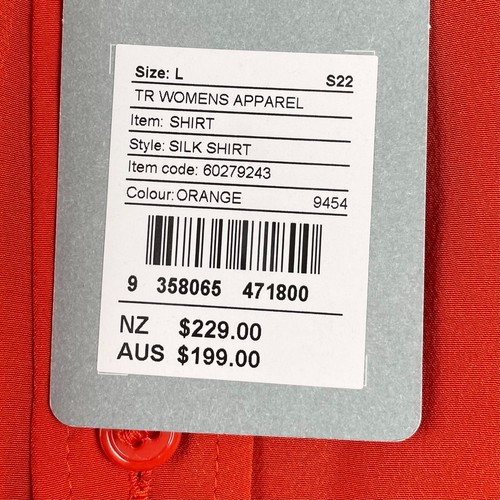 Size: L S22
TR WOMENS APPAREL
Item: SHIRT
Style: SILK SHIRT
Item code: 60279243
Colour: ORANGE 9454
9 358065 471800
NZ $229.00
AUS $199.00